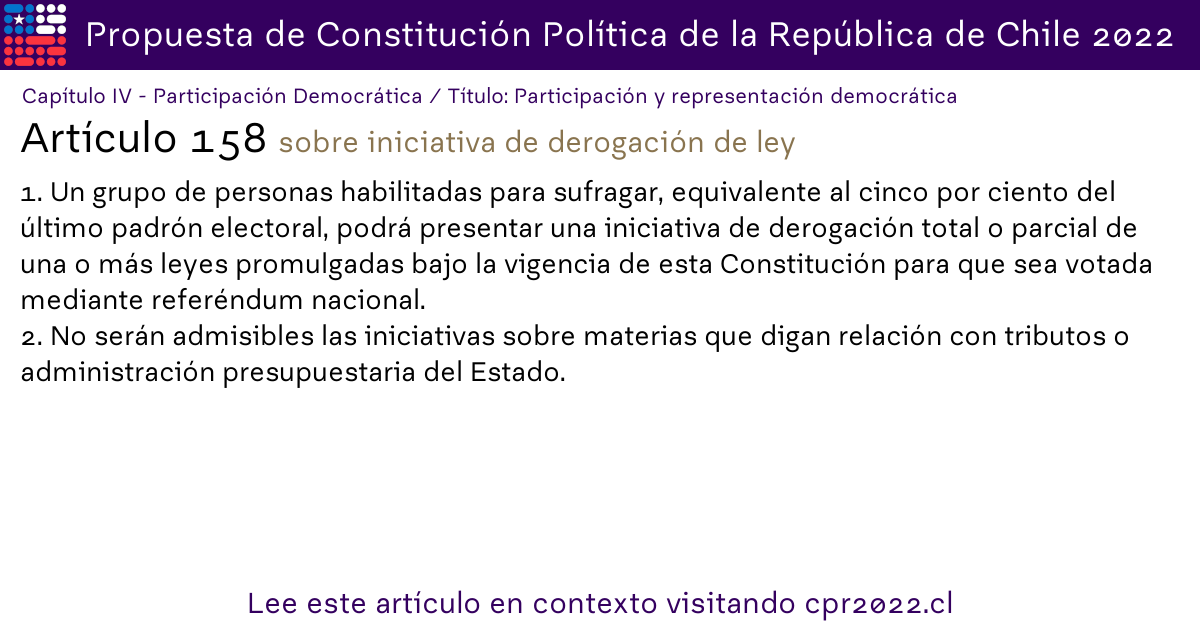 Propuesta de Constitución Política de la República de Chile 2022
Capítulo IV - Participación Democrática / Título: Participación y representación democrática
Artículo 158 sobre iniciativa de derogación de ley
1. Un grupo de personas habilitadas para sufragar, equivalente al cinco por ciento del
último padrón electoral, podrá presentar una iniciativa de derogación total o parcial de
una o más leyes promulgadas bajo la vigencia de esta Constitución para que sea votada
mediante referéndum nacional.
2. No serán admisibles las iniciativas sobre materias que digan relación con tributos o
administración presupuestaria del Estado.
Lee este artículo en contexto visitando cpr2022.cl